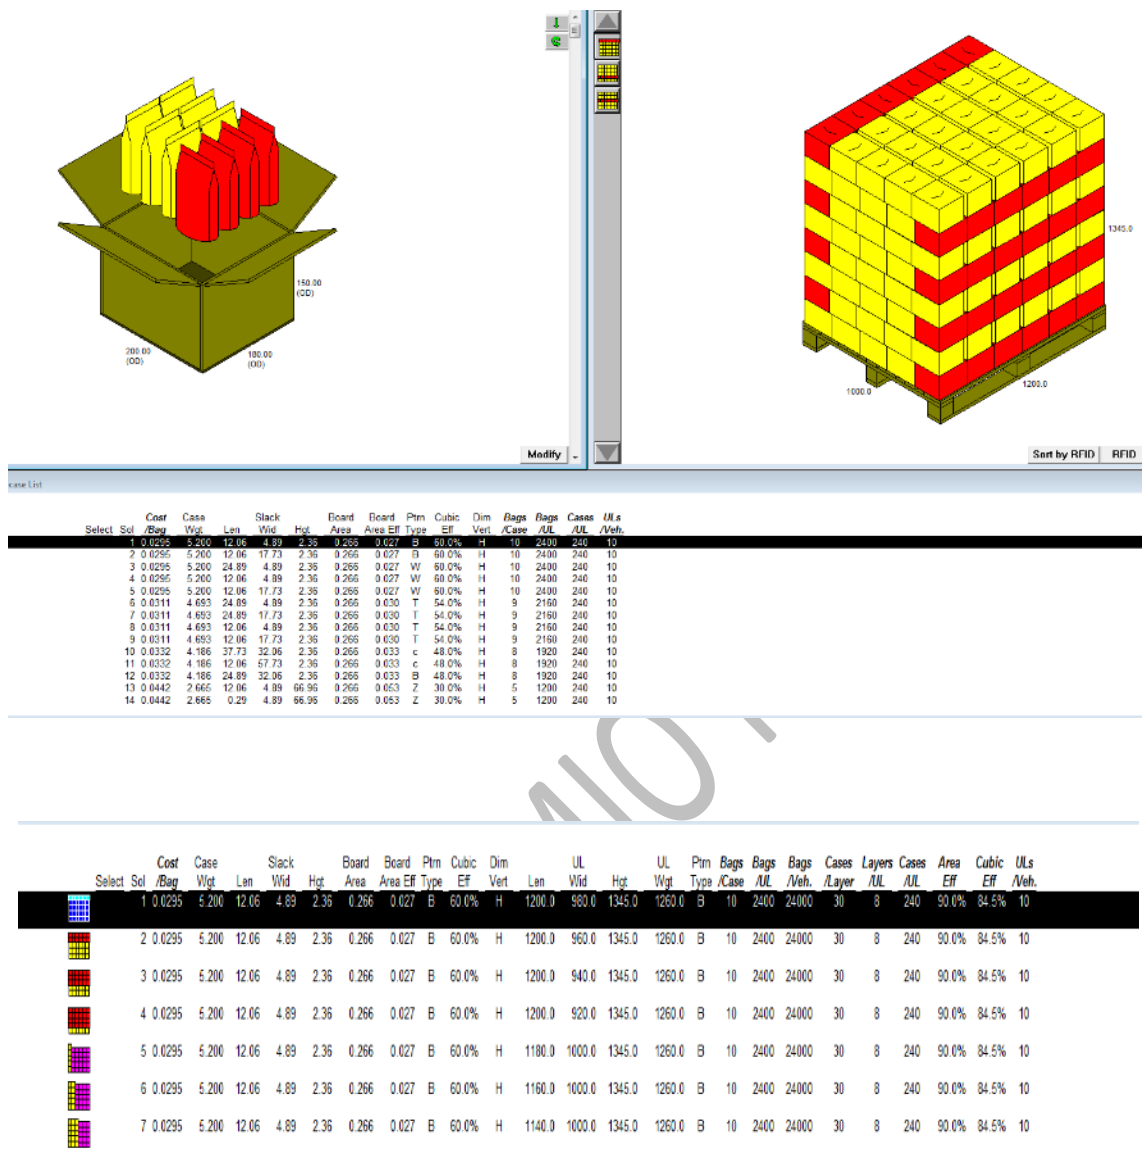 1345.0
150.00
(OD)
200.00
(OD)
180.00
(OD)
1000.0
1200.0
Modify
Sort by RFID RFID
case List
Cost Case Slack Board Board Ptrn Cubic Dim Bags Bags Cases ULs
Select Sol /Bag Wgt Len Wid Hgt Area Area Eff Type Eff Vert /Case /UL /UL /Veh.
1 0.0295 5.200 12.06 4.89 2.36 0.266 0.027 B 60.0% H 10 2400 240 10
2 0.0295 5.200 12.06 17.73 2.36 0.266 0.027 B 60.0% H 10 2400 240 10
3 0.0295 5.200 24.89 4.89 2.36 0.266 0.027 W 60.0% H 10 2400 240 10
4 0.0295 5.200 12.06 4.89 2.36 0.266 0.027 W 60.0% H 10 2400 240 10
5 0.0295 5.200 12.06 17.73 2.36 0.266 0.027 W 60.0% H 10 2400 240 10
6 0.0311 4.693 24.89 4.89 2.36 0.266 0.030 T 54.0% H 9 2160 240 10
7 0.0311 4.693 24.89 17.73 2.36 0.266 0.030 T 54.0% H 9 2160 240 10
8 0.0311 4.693 12.06 4.89 2.36 0.266 0.030 T 54.0% H 9 2160 240 10
9 0.0311 4.693 12.06 17.73 2.36 0.266 0.030 T 54.0% H 9 2160 240 10
10 0.0332 4.186 37.73 32.06 2.36 0.266 0.033 c 48.0% H 8 1920 240 10
11 0.0332 4.186 12.06 57.73 2.36 0.266 0.033 c 48.0% H 8 1920 240 10
12 0.0332 4.186 24.89 32.06 2.36 0.266 0.033 B 48.0% H 8 1920 240 10
13 0.0442 2.665 12.06 4.89 66.96 0.266 0.053 Z 30.0% H 5 1200 240 10
14 0.0442 2.665 0.29 4.89 66.96 0.266 0.053 Z 30.0% H 5 1200 240 10
Cost Case Slack Board Board Ptrn Cubic Dim UL UL Ptrn Bags Bags Bags Cases Layers Cases Area Cubic ULs
Select Sol /Bag Wgt Len Wid Hgt Area Area Eff Type Eff Vert Len Wid Hgt Wgt Type /Case /UL /Veh. /Layer /UL /UL Eff Eff /Veh.
1 0.0295 5.200 12.06 4.89 2.36 0.266 0.027 B 60.0% H 1200.0 980.0 1345.0 1260.0 B 10 2400 24000 30 8 240 90.0% 84.5% 10
2 0.0295 5.200 12.06 4.89 2.36 0.266 0.027 B 60.0% H 1200.0 960.0 1345.0 1260.0 B 10 2400 24000 30 8 240 90.0% 84.5% 10
3 0.0295 5.200 12.06 4.89 2.36 0.266 0.027 B 60.0% H 1200.0 940.0 1345.0 1260.0 B 10 2400 24000 30 8 240 90.0% 84.5% 10
4 0.0295 5.200 12.06 4.89 2.36 0.266 0.027 B 60.0% H 1200.0 920.0 1345.0 1260.0 B 10 2400 24000 30 8 240 90.0% 84.5% 10
5 0.0295 5.200 12.06 4.89 2.36 0.266 0.027 B 60.0% H 1180.0 1000.0 1345.0 1260.0 B 10 2400 24000 30 8 240 90.0% 84.5% 10
6 0.0295 5.200 12.06 4.89 2.36 0.266 0.027 B 60.0% H 1160.0 1000.0 1345.0 1260.0 B 10 2400 24000 30 8 240 90.0% 84.5% 10
7 0.0295 5.200 12.06 4.89 2.36 0.266 0.027 B 60.0% H 1140.0 1000.0 1345.0 1260.0 B 10 2400 24000 30 8 240 90.0% 84.5% 10